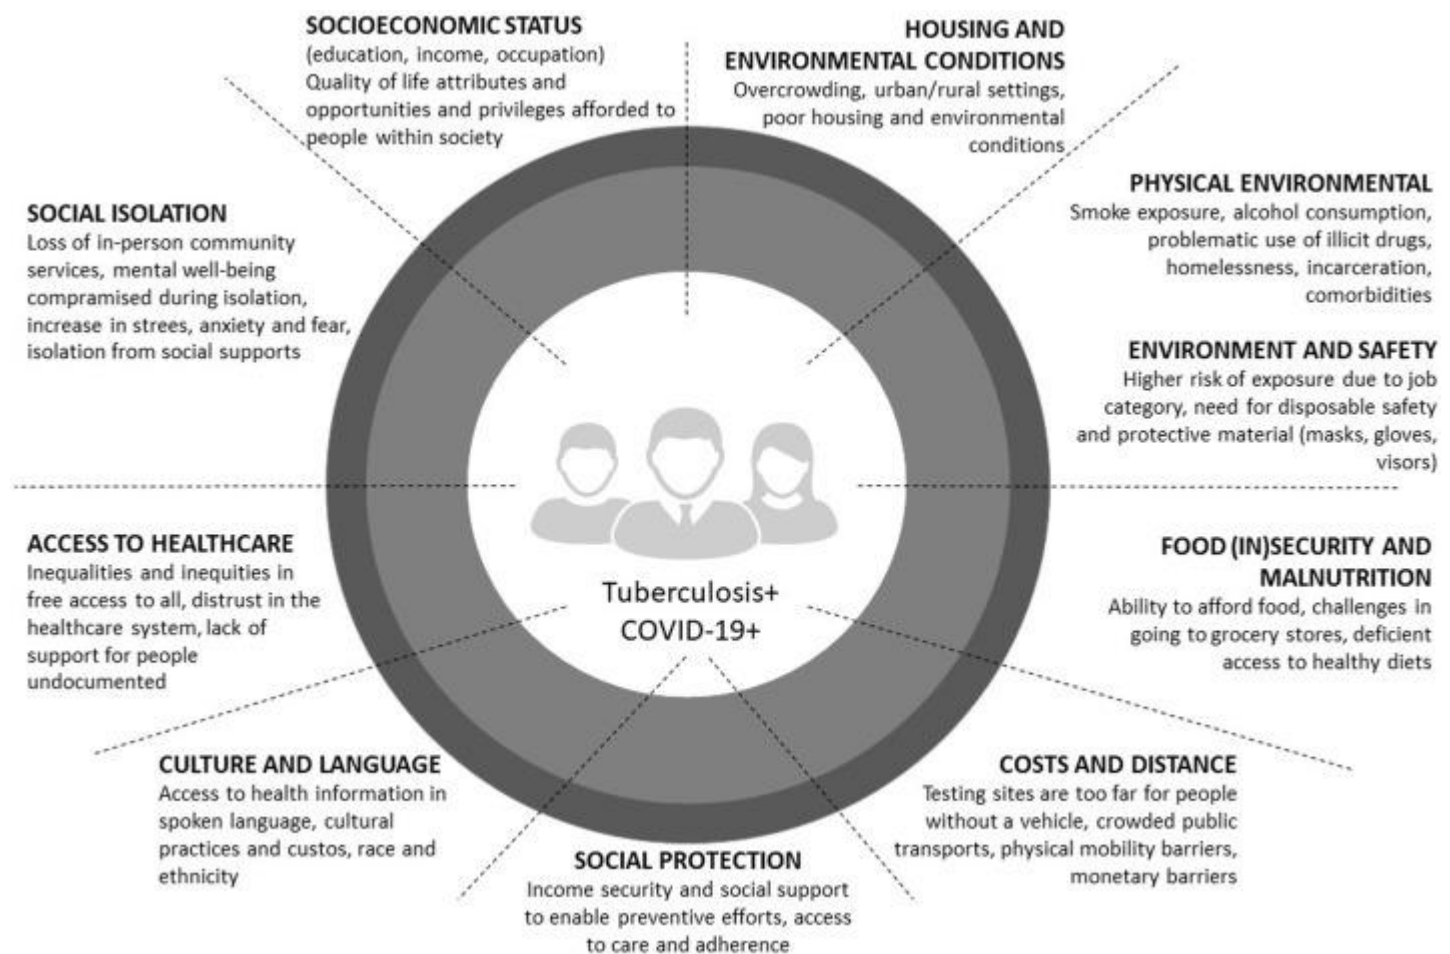 SOCIOECONOMIC STATUS
(education, income, occupation)
Quality of life attributes and
opportunities and privileges afforded to
people within society
HOUSING AND
ENVIRONMENTAL CONDITIONS
Overcrowding, urban/rural settings,
poor housing and environmental
conditions
PHYSICAL ENVIRONMENTAL
Smoke exposure, alcohol consumption,
problematic use of illicit drugs,
homelessness, incarceration,
comorbidities
ENVIRONMENT AND SAFETY
Higher risk of exposure due to job
category, need for disposable safety
and protective material (masks, gloves,
visors)
FOOD (IN)SECURITY AND
MALNUTRITION
Ability to afford food, challenges in
going to grocery stores, deficient
access to healthy diets
COSTS AND DISTANCE
Testing sites are too far for people
without a vehicle, crowded public
transports, physical mobility barriers,
monetary barriers
SOCIAL PROTECTION
Income security and social support
to enable preventive efforts, access
to care and adherence
CULTURE AND LANGUAGE
Access to health information in
spoken language, cultural
practices and custos, race and
ethnicity
ACCESS TO HEALTHCARE
Inequalities and inequities in
free access to all, distrust in the
healthcare system, lack of
support for people
undocumented
SOCIAL ISOLATION
Loss of in-person community
services, mental well-being
compromised during isolation,
increase in strees, anxiety and fear,
isolation from social supports
Tuberculosis+
COVID-19+